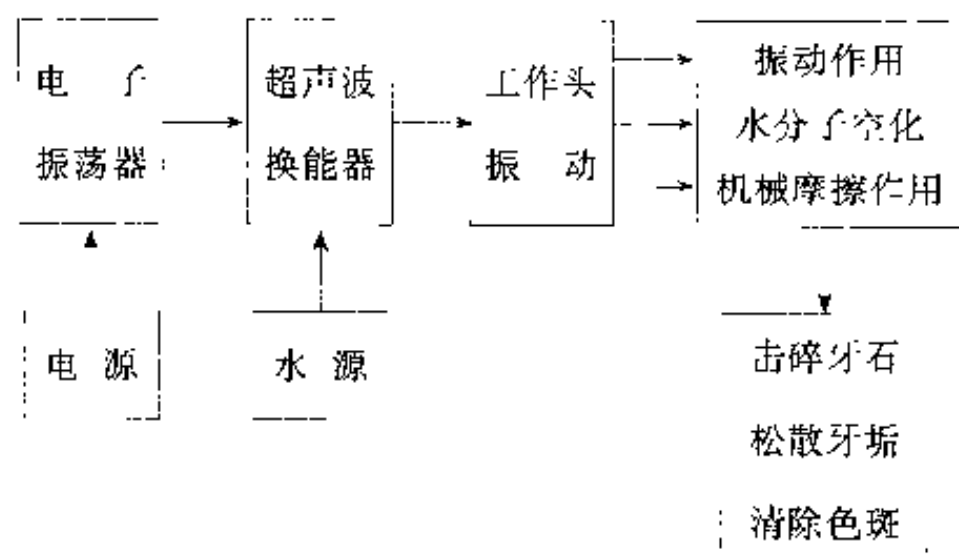 电子
振荡器
超声波
换能器
工作头
振动
振动作用
水分子空化
机械摩擦作用
电源
水源
击碎牙石
松散牙垢
清除色斑